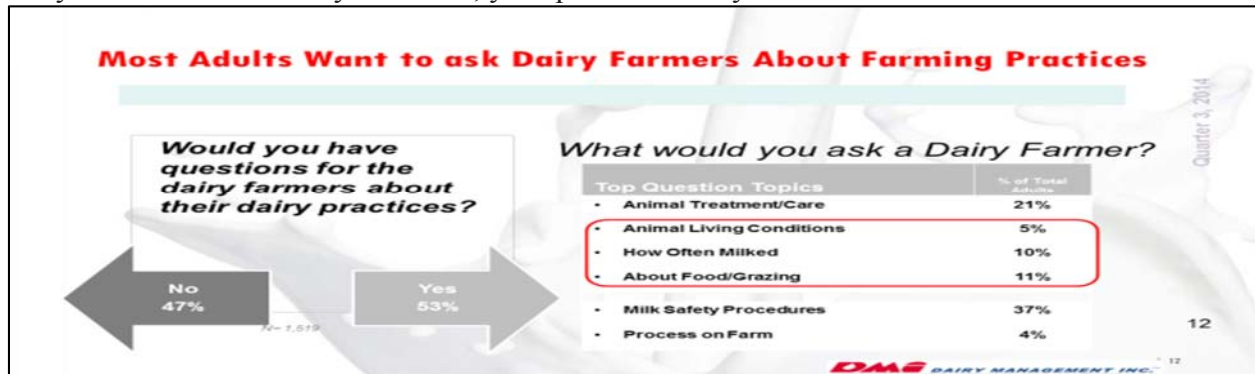 Most Adults Want to ask Dairy Farmers About Farming Practices
Quarter 3, 2014
Would you have
questions for the
dairy farmers about
their dairy practices?
No
47%
Yes
53%
N= 1,519
What would you ask a Dairy Farmer?
Top Question Topics % of Total Adults
• Animal Treatment/Care 21%
• Animal Living Conditions 5%
• How Often Milked 10%
• About Food/Grazing 11%
• Milk Safety Procedures 37%
• Process on Farm 4%
12
DMI DAIRY MANAGEMENT INC.™ 12